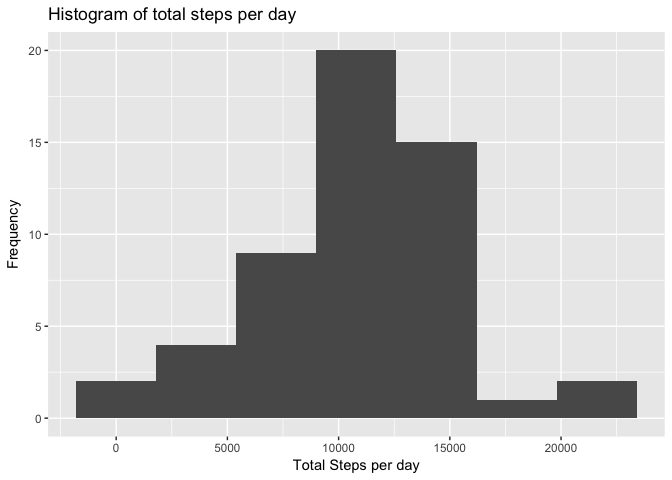 Histogram of total steps per day
20
15
10
5
0
Frequency
0 5000 10000 15000 20000
Total Steps per day